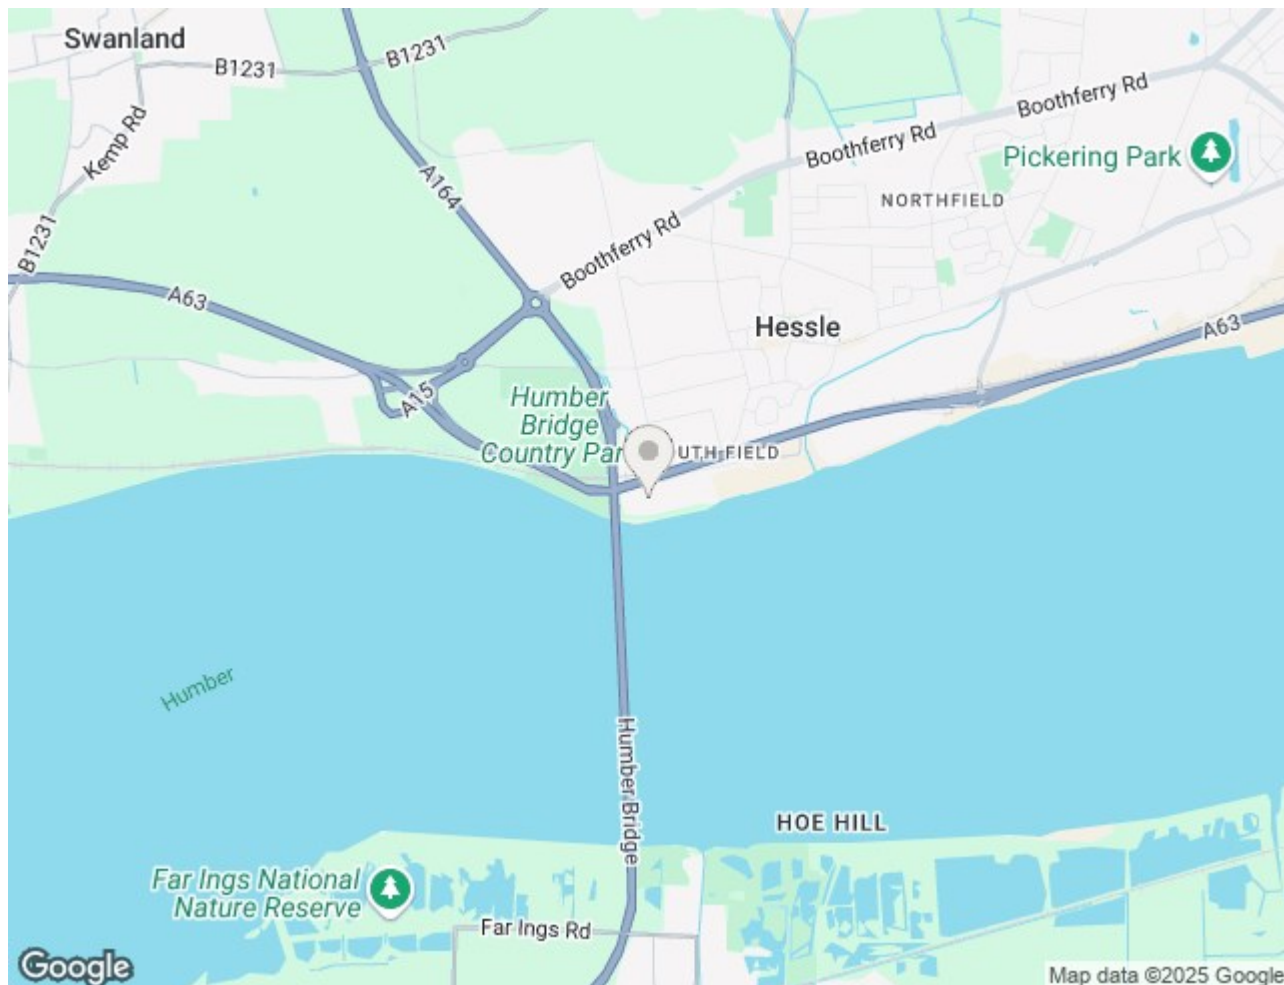 Swanland
B1231
B1231
Kemp Rd
B1231
A164
Boothferry Rd
Boothferry Rd
Boothferry Rd
Pickering Park
NORTHFIELD
A63
Hessle
A63
A15
Humber
Bridge
Country Par
UTH FIELD
Humber
Humber Bridge
HOE HILL
Far Ings National
Nature Reserve
Far Ings Rd
Google
Map data ©2025 Google